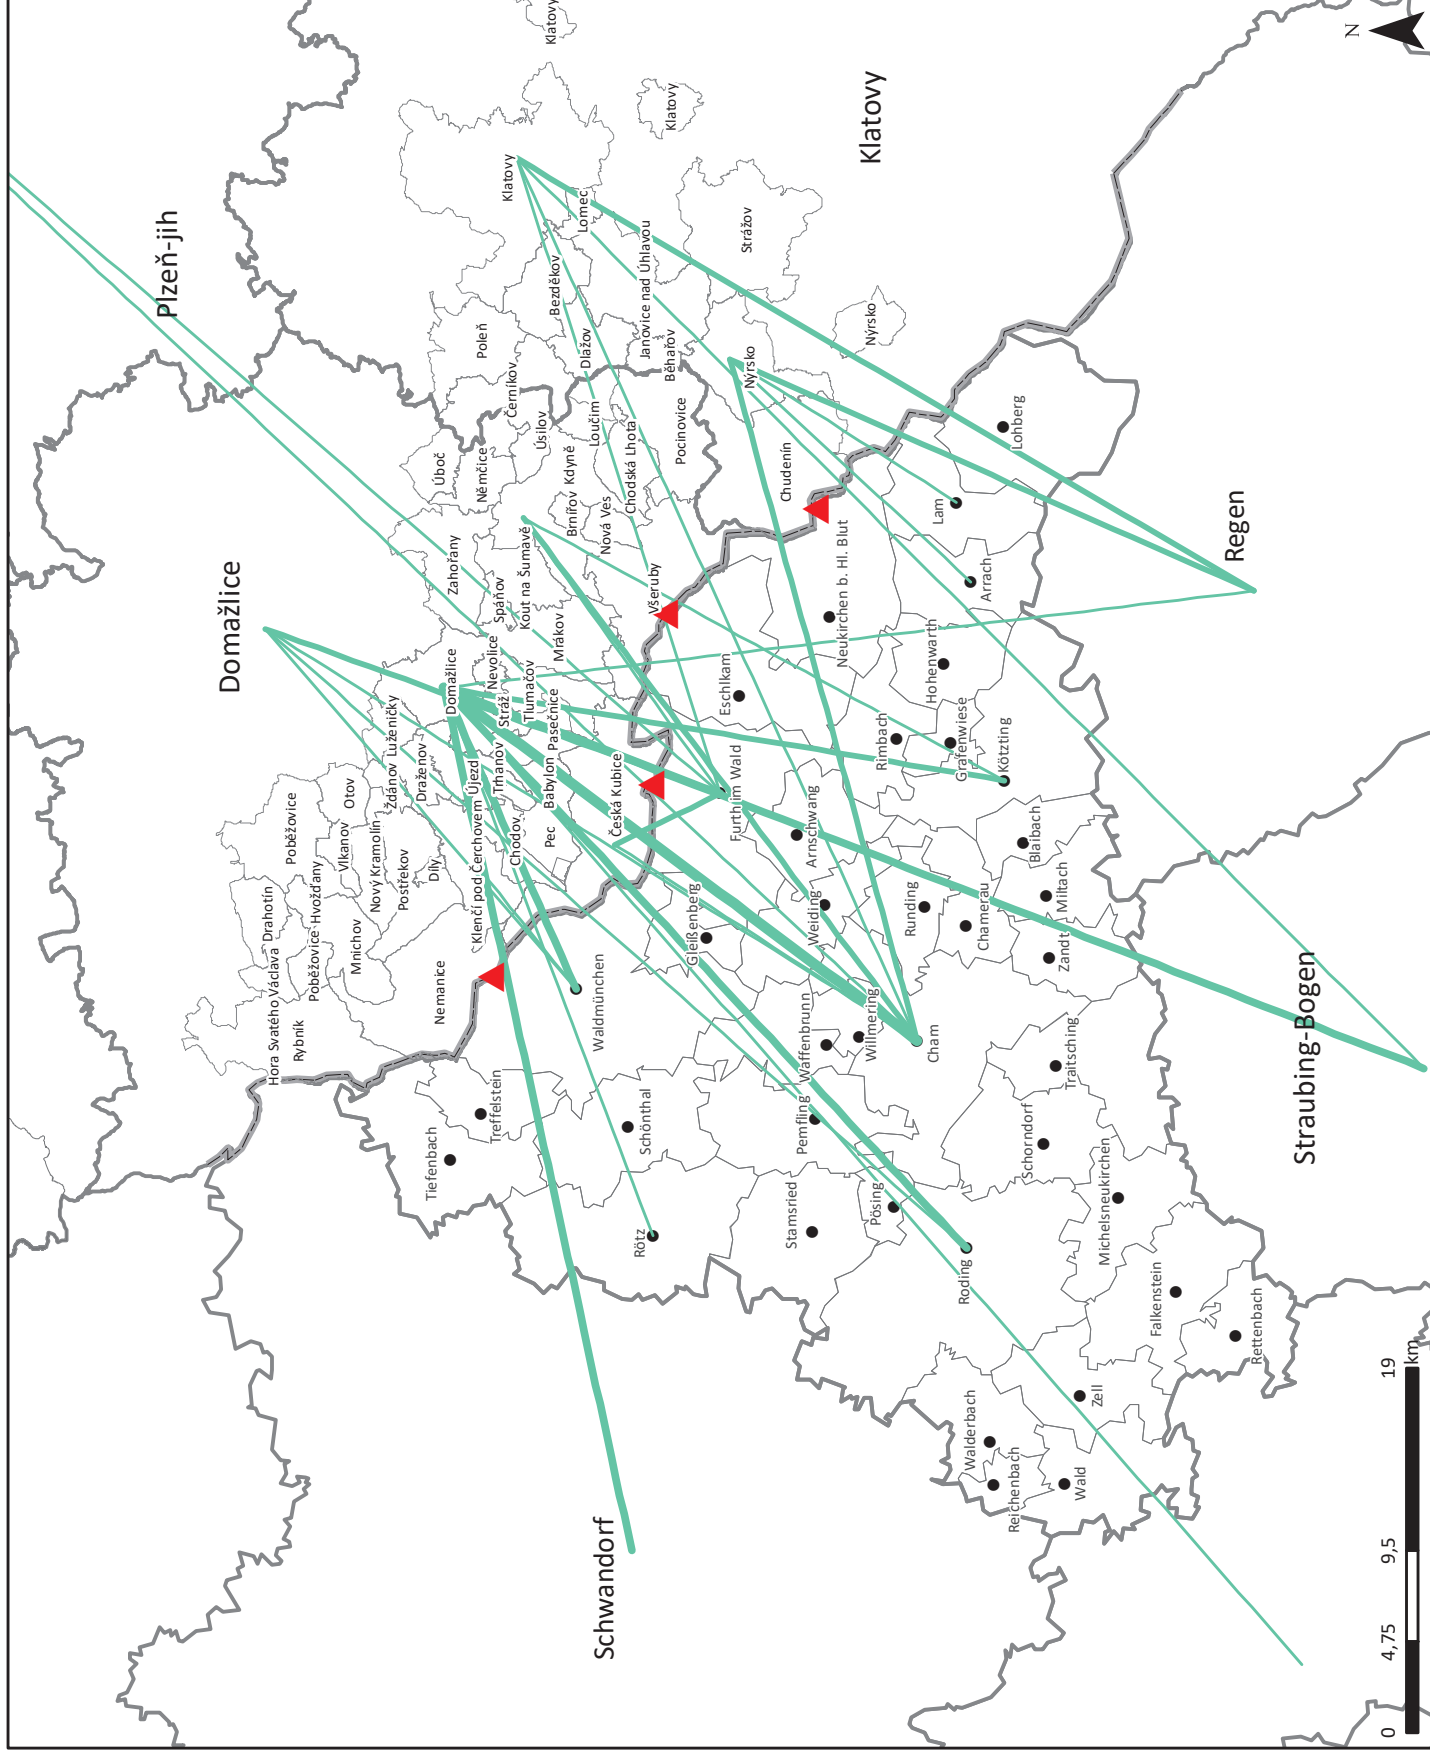 Plzeň-jih
Domažlice
Klatovy
Schwandorf
Straubing-Bogen
Regen
N
Klatovy
Klatovy
Klatovy
Lomec
Strážov
Bezděkov
Janovice nad Úhlavou
Nýrsko
Poleň
Dlažov
Běhařov
Nýrsko
Černíkov
Úsilov
Loučim
Pocinovice
Úboč
Němčice
Kdyně
Chodská Lhota
Chudenín
Brnířov
Nová Ves
Zahořany
Spáňov
Kout na Šumavě
Mrákov
Všeruby
Domažlice
Nevolice
Stráž
Tlumačov
Pasečnice
Luženičky
Ždánov
Draženov
Újezd
Trhanov
Babylon
Česká Kubice
Klenčí pod Čerchovem
Chodov
Pec
Poběžovice
Otov
Vlkanov
Nový Kramolín
Postřekov
Díly
Drahotín
Hvožďany
Poběžovice
Mnichov
Hora Svatého Václava
Rybník
Nemanice
Lohberg
Lam
Arrach
Neukirchen b. Hl. Blut
Hohenwarth
Eschlkam
Rimbach
Grafenwiese
Kötzting
Furth im Wald
Arnschwang
Blaibach
Miltach
Gleißenberg
Weiding
Runding
Chamerau
Zandt
Waldmünchen
Waffenbrunn
Willmering
Cham
Traitsching
Treffelstein
Tiefenbach
Schönthal
Pemfling
Schorndorf
Michelsneukirchen
Rötz
Stamsried
Pösing
Roding
Falkenstein
Rettenbach
Zell
Walderbach
Reichenbach
Wald
0
4,75
9,5
19
km